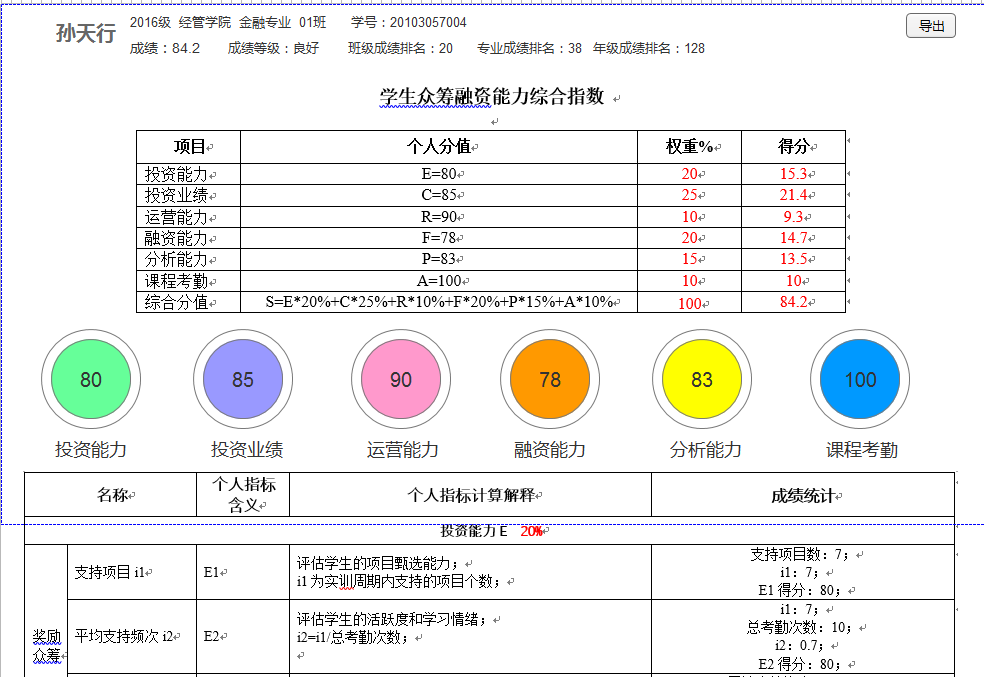 孙天行
2016级 经管学院 金融专业 01班 学号：20103057004
导出
成绩：84.2 成绩等级：良好 班级成绩排名：20 专业成绩排名：38 年级成绩排名：128
学生众筹融资能力综合指数
项目 个人分值 权重% 得分
投资能力 E=80 20 15.3
投资业绩 C=85 25 21.4
运营能力 R=90 10 9.3
融资能力 F=78 20 14.7
分析能力 P=83 15 13.5
课程考勤 A=100 10 10
综合分值 S=E*20%+C*25%+R*10%+F*20%+P*15%+A*10% 100 84.2
80 85 90 78 83 100
投资能力 投资业绩 运营能力 融资能力 分析能力 课程考勤
名称 个人指标含义 个人指标计算解释 成绩统计
投资能力 E 20%
奖励
众筹
支持项目 i1 E1
评估学生的项目甄选能力；
i1 为实训周期内支持的项目个数；
支持项目数：7；
i1：7；
E1 得分：80；
平均支持频次 i2 E2
评估学生的活跃度和学习情绪；
i2=i1/总考勤次数；
i1：7；
总考勤次数：10；
i2：0.7；
E2 得分：80；